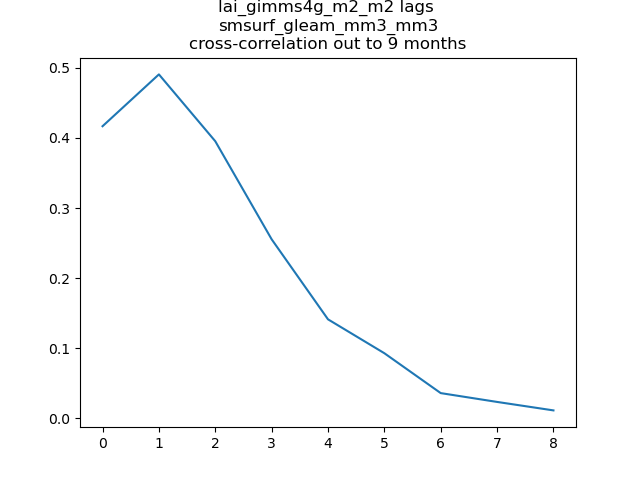 lai_gimms4g_m2_m2 lags
smsurf_gleam_mm3_mm3
cross-correlation out to 9 months
0.5
0.4
0.3
0.2
0.1
0.0
0 1 2 3 4 5 6 7 8